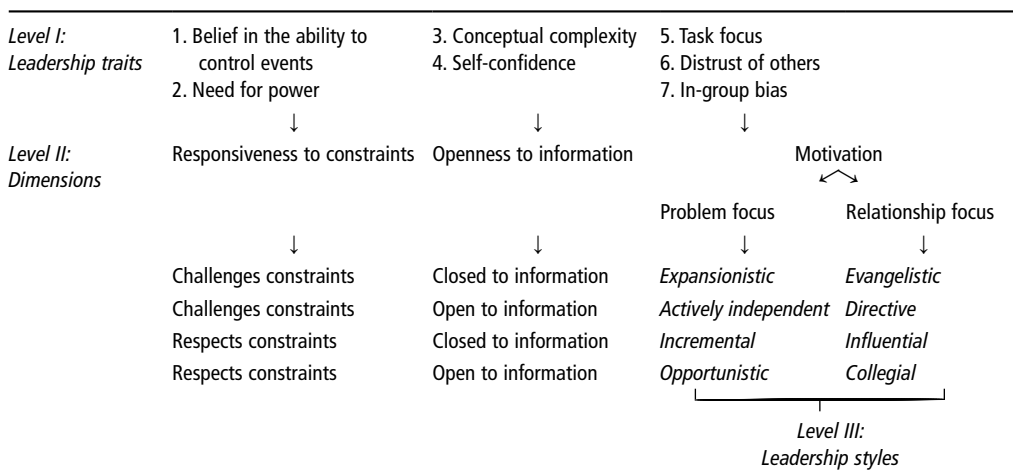 Level I: 1. Belief in the ability to 3. Conceptual complexity 5. Task focus
Leadership traits control events 4. Self-confidence 6. Distrust of others
2. Need for power 7. In-group bias
↓ ↓ ↓
Level II: Responsiveness to constraints Openness to information Motivation
Dimensions
Problem focus Relationship focus
↓ ↓ ↓ ↓
Challenges constraints Closed to information Expansionistic Evangelistic
Challenges constraints Open to information Actively independent Directive
Respects constraints Closed to information Incremental Influential
Respects constraints Open to information Opportunistic Collegial
Level III:
Leadership styles